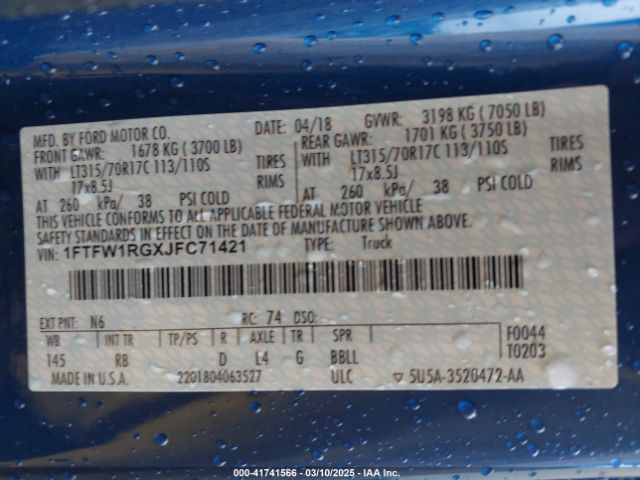 MFD. BY FORD MOTOR CO. DATE: 04/18 GVWR: 3198 KG ( 7050 LB)
FRONT GAWR: 1678 KG ( 3700 LB) REAR GAWR: 1701 KG ( 3750 LB)
WITH LT315/70R17C 113/110S TIRES WITH LT315/70R17C 113/110S TIRES
17x8.5J RIMS 17x8.5J RIMS
AT 260 kPa/ 38 PSI COLD AT 260 kPa/ 38 PSI COLD
THIS VEHICLE CONFORMS TO ALL APPLICABLE FEDERAL MOTOR VEHICLE
SAFETY STANDARDS IN EFFECT ON THE DATE OF MANUFACTURE SHOWN ABOVE.
VIN: 1FTFW1RGXJFC71421 TYPE: Truck
EXT PNT: N6 RC: 74 DSO:
WB INT TR TP/PS R AXLE TR SPR F0044
145 RB D L4 G BBLL T0203
MADE IN U.S.A. 2201804063527 ULC ▽ 5U5A-3520472-AA
000-41741566 — 03/10/2025 — IAA Inc.